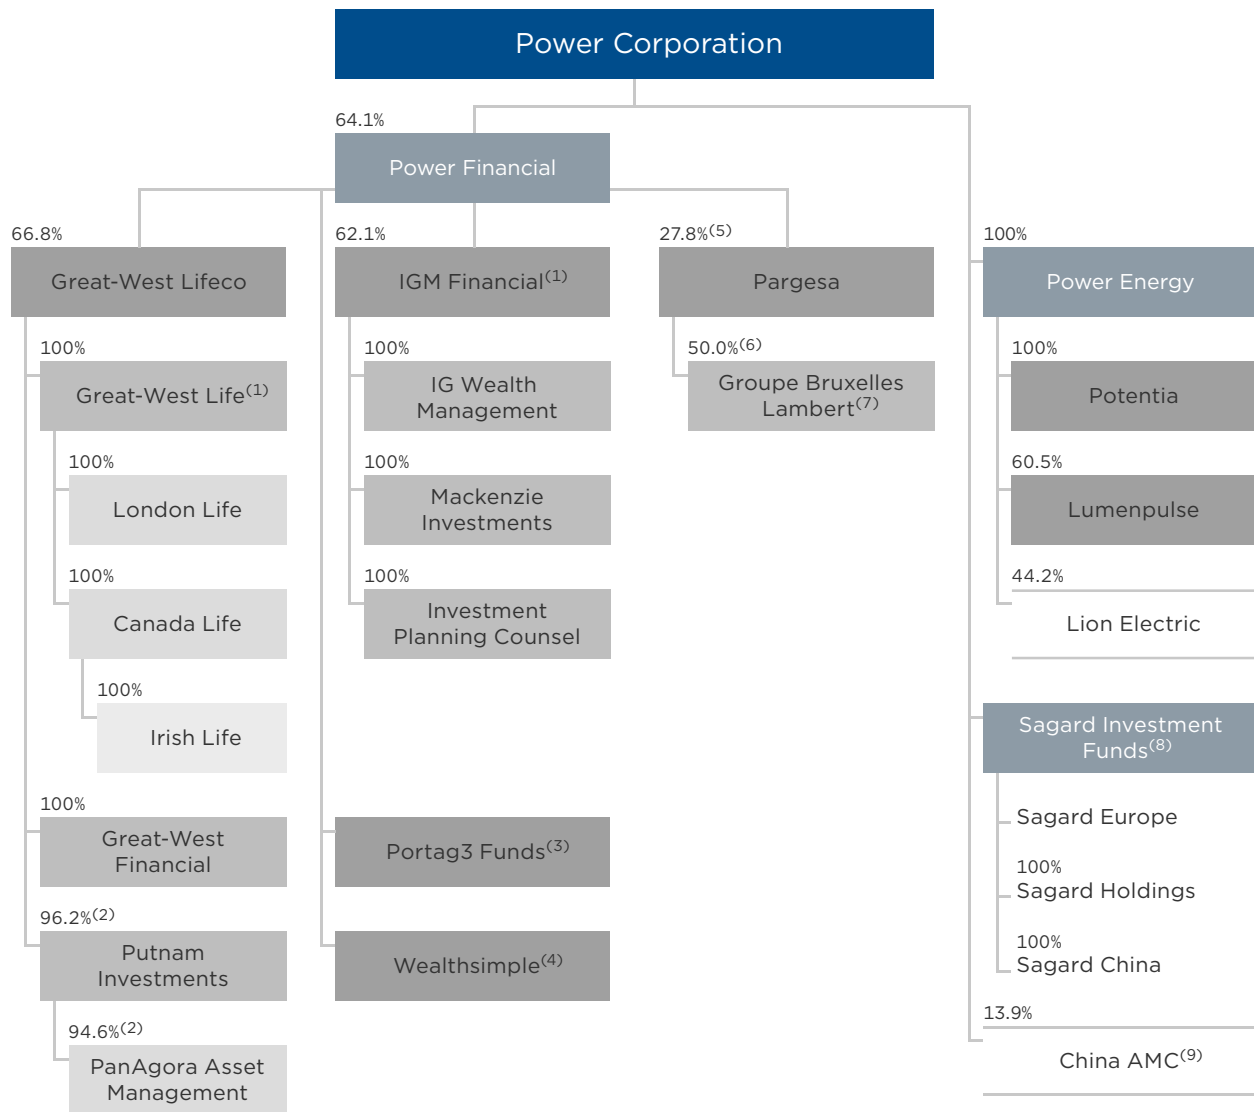 Power Corporation
64.1%
Power Financial
66.8%
Great-West Lifeco
100%
Great-West Life(1)
100%
London Life
100%
Canada Life
100%
Irish Life
100%
Great-West
Financial
96.2%(2)
Putnam
Investments
94.6%(2)
PanAgora Asset
Management
62.1%
IGM Financial(1)
100%
IG Wealth
Management
100%
Mackenzie
Investments
100%
Investment
Planning Counsel
Portag3 Funds(3)
Wealthsimple(4)
27.8%(5)
Pargesa
50.0%(6)
Groupe Bruxelles
Lambert(7)
100%
Power Energy
100%
Potentia
60.5%
Lumenpulse
44.2%
Lion Electric
Sagard Investment
Funds(8)
Sagard Europe
100%
Sagard Holdings
100%
Sagard China
13.9%
China AMC(9)